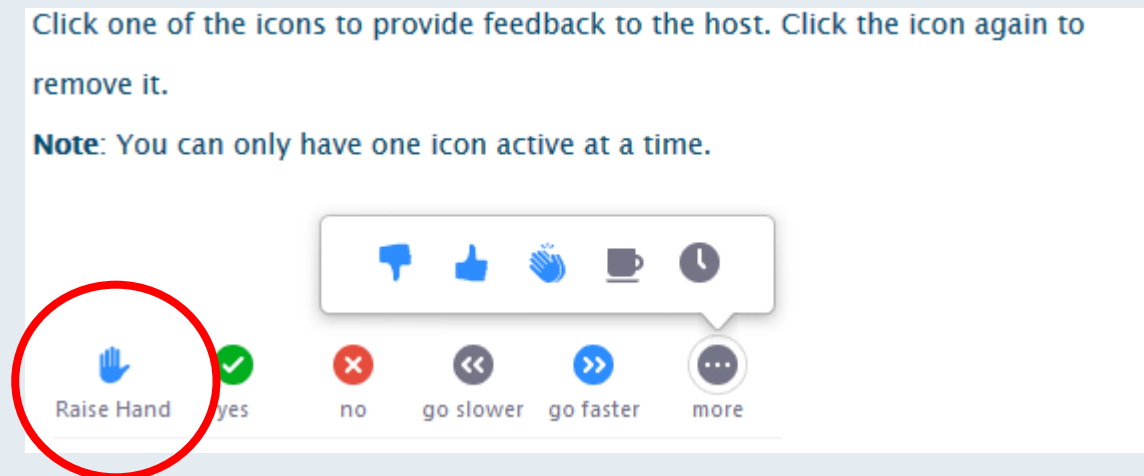 Click one of the icons to provide feedback to the host. Click the icon again to
remove it.
Note: You can only have one icon active at a time.
Raise Hand yes no go slower go faster more